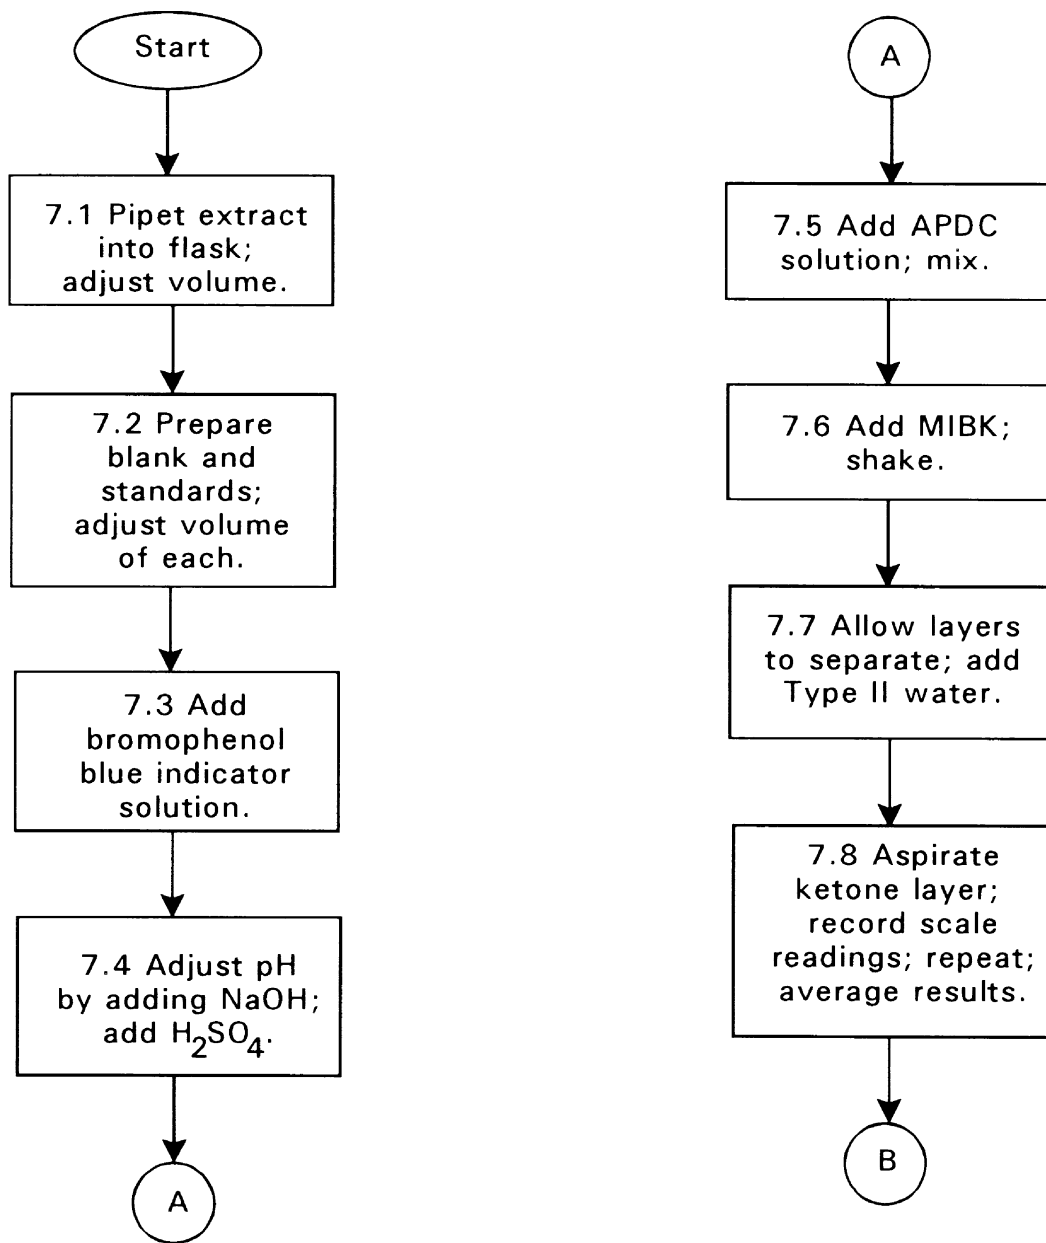 Start
7.1 Pipet extract
into flask;
adjust volume.
7.2 Prepare
blank and
standards;
adjust volume
of each.
7.3 Add
bromophenol
blue indicator
solution.
7.4 Adjust pH
by adding NaOH;
add H₂SO₄.
A
A
7.5 Add APDC
solution; mix.
7.6 Add MIBK;
shake.
7.7 Allow layers
to separate; add
Type II water.
7.8 Aspirate
ketone layer;
record scale
readings; repeat;
average results.
B